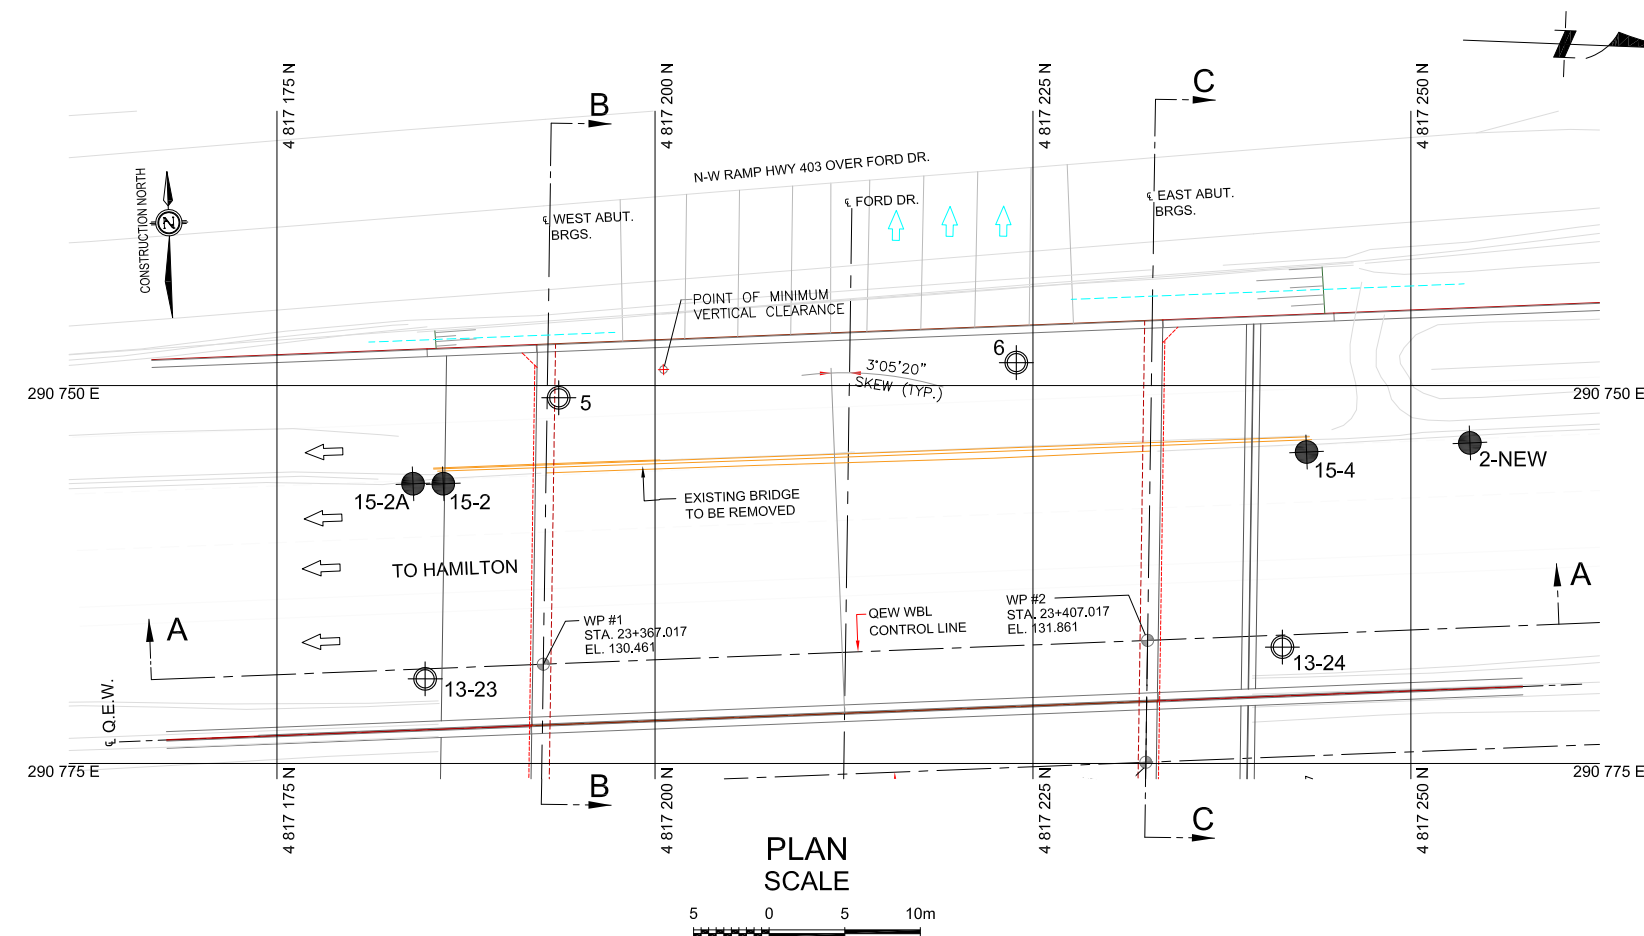 4 817 175 N
4 817 200 N
4 817 225 N
4 817 250 N
B
C
CONSTRUCTION NORTH
N
N-W RAMP HWY 403 OVER FORD DR.
℄ WEST ABUT.
BRGS.
℄ FORD DR.
℄ EAST ABUT.
BRGS.
POINT OF MINIMUM
VERTICAL CLEARANCE
6
3°05'20"
SKEW (TYP.)
290 750 E
290 750 E
5
15-2A
15-2
EXISTING BRIDGE
TO BE REMOVED
15-4
2-NEW
TO HAMILTON
A
A
WP #1
STA. 23+367.017
EL. 130.461
QEW WBL
CONTROL LINE
WP #2
STA. 23+407.017
EL. 131.861
13-23
13-24
℄ Q.E.W.
290 775 E
290 775 E
B
C
4 817 175 N
4 817 200 N
4 817 225 N
4 817 250 N
PLAN
SCALE
5 0 5 10m